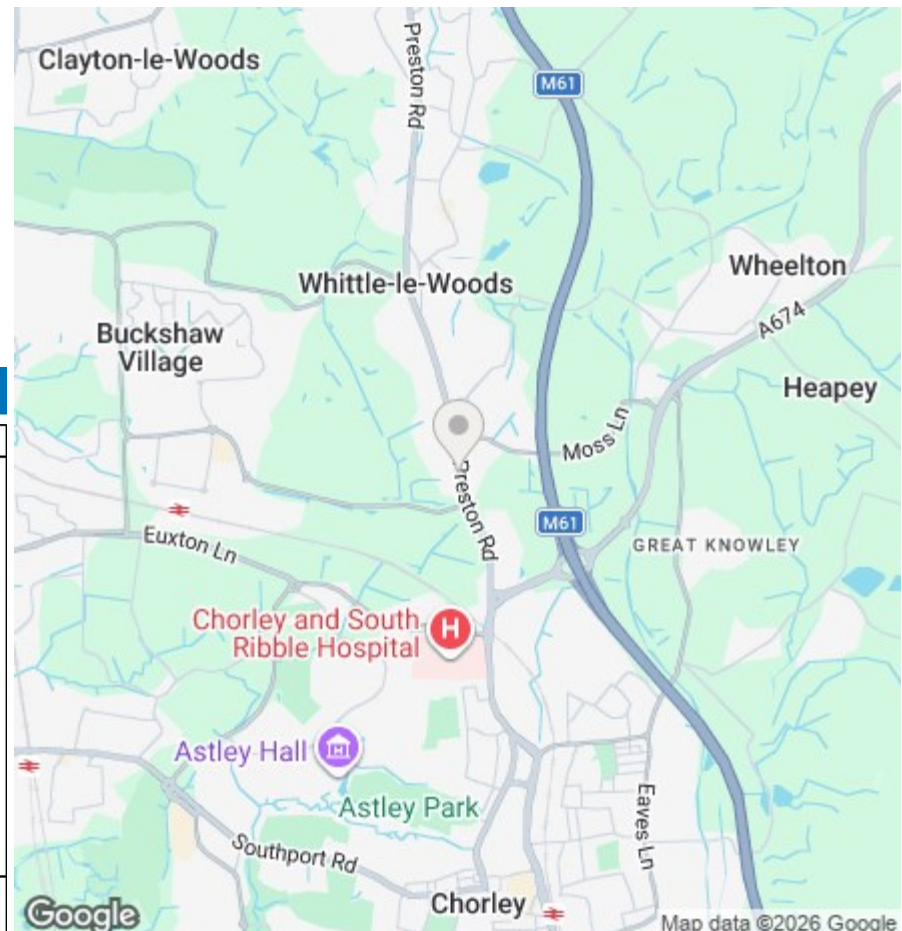 Clayton-le-Woods
Preston Rd
M61
Whittle-le-Woods
Wheelton
A674
Buckshaw
Village
Heapey
Moss Ln
Preston Rd
M61
Euxton Ln
GREAT KNOWLEY
Chorley and South
Ribble Hospital
H
Astley Hall
Astley Park
Eaves Ln
Southport Rd
Chorley
Google
Map data ©2026 Google